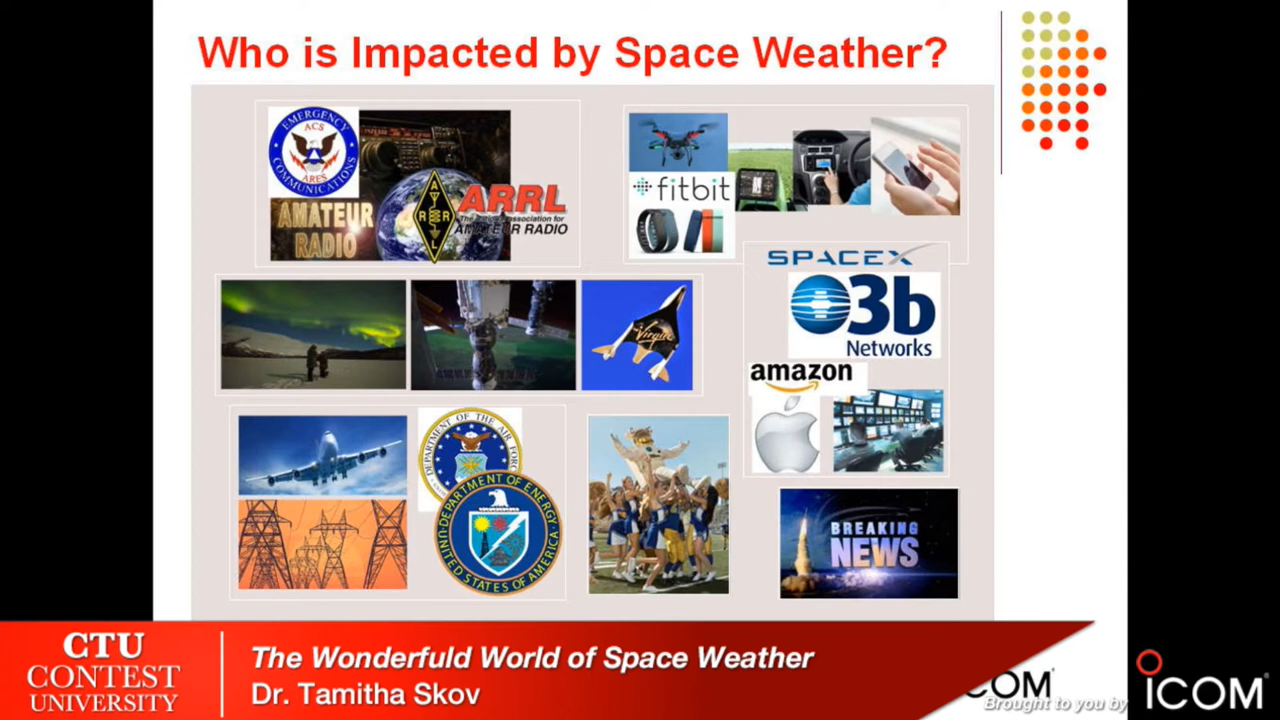 Who is Impacted by Space Weather?
EMERGENCY
ACS
ARES
COMMUNICATIONS
AMATEUR
RADIO
A
R R
L
ARRL
AMATEUR RADIO
fitbit
SPACEX
O3b
Networks
Virgin
amazon
DEPARTMENT OF THE AIR FORC
DEPARTMENT OF ENERGY
UNITED STATES OF AMERICA
BREAKING
NEWS
CTU
CONTEST
UNIVERSITY
The Wonderfuld World of Space Weather
Dr. Tamitha Skov
COM
Brought to you by
ICOM